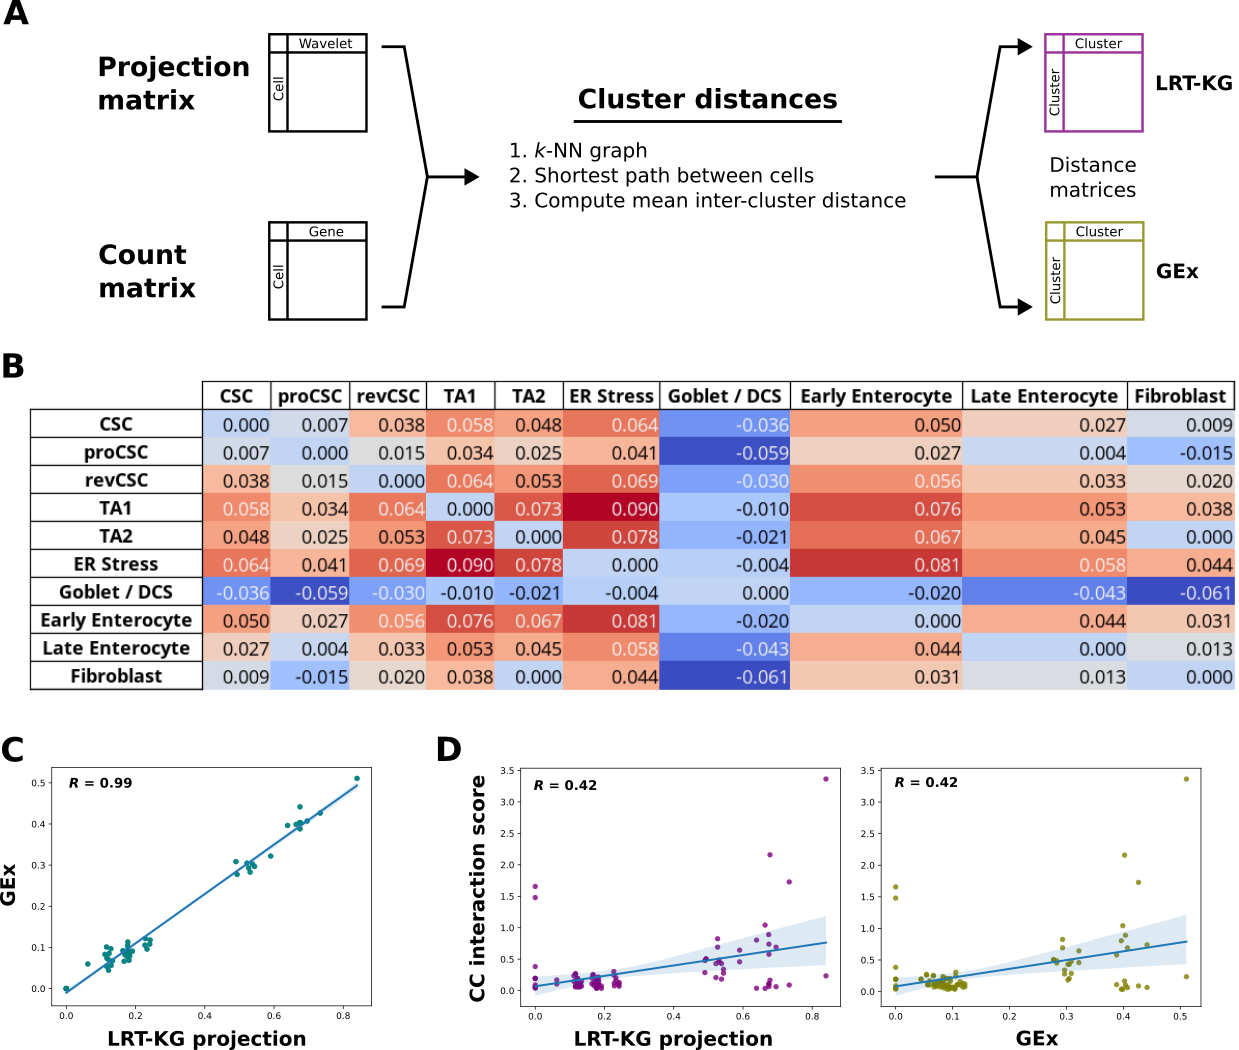 A
Projection
matrix
Wavelet
Cell
Count
matrix
Gene
Cell
Cluster distances
1. k-NN graph
2. Shortest path between cells
3. Compute mean inter-cluster distance
Cluster
Cluster
LRT-KG
Distance
matrices
Cluster
Cluster
GEx
B
CSC proCSC revCSC TA1 TA2 ER Stress Goblet / DCS Early Enterocyte Late Enterocyte Fibroblast
CSC 0.000 0.007 0.038 0.058 0.048 0.064 -0.036 0.050 0.027 0.009
proCSC 0.007 0.000 0.015 0.034 0.025 0.041 -0.059 0.027 0.004 -0.015
revCSC 0.038 0.015 0.000 0.064 0.053 0.069 -0.030 0.056 0.033 0.020
TA1 0.058 0.034 0.064 0.000 0.073 0.090 -0.010 0.076 0.053 0.038
TA2 0.048 0.025 0.053 0.073 0.000 0.078 -0.021 0.067 0.045 0.000
ER Stress 0.064 0.041 0.069 0.090 0.078 0.000 -0.004 0.081 0.058 0.044
Goblet / DCS -0.036 -0.059 -0.030 -0.010 -0.021 -0.004 0.000 -0.020 -0.043 -0.061
Early Enterocyte 0.050 0.027 0.056 0.076 0.067 0.081 -0.020 0.000 0.044 0.031
Late Enterocyte 0.027 0.004 0.033 0.053 0.045 0.058 -0.043 0.044 0.000 0.013
Fibroblast 0.009 -0.015 0.020 0.038 0.000 0.044 -0.061 0.031 0.013 0.000
C
R = 0.99
GEx
0.5
0.4
0.3
0.2
0.1
0.0
0.0 0.2 0.4 0.6 0.8
LRT-KG projection
D
CC interaction score
R = 0.42
3.5
3.0
2.5
2.0
1.5
1.0
0.5
0.0
0.0 0.2 0.4 0.6 0.8
LRT-KG projection
R = 0.42
3.5
3.0
2.5
2.0
1.5
1.0
0.5
0.0
0.0 0.1 0.2 0.3 0.4 0.5
GEx